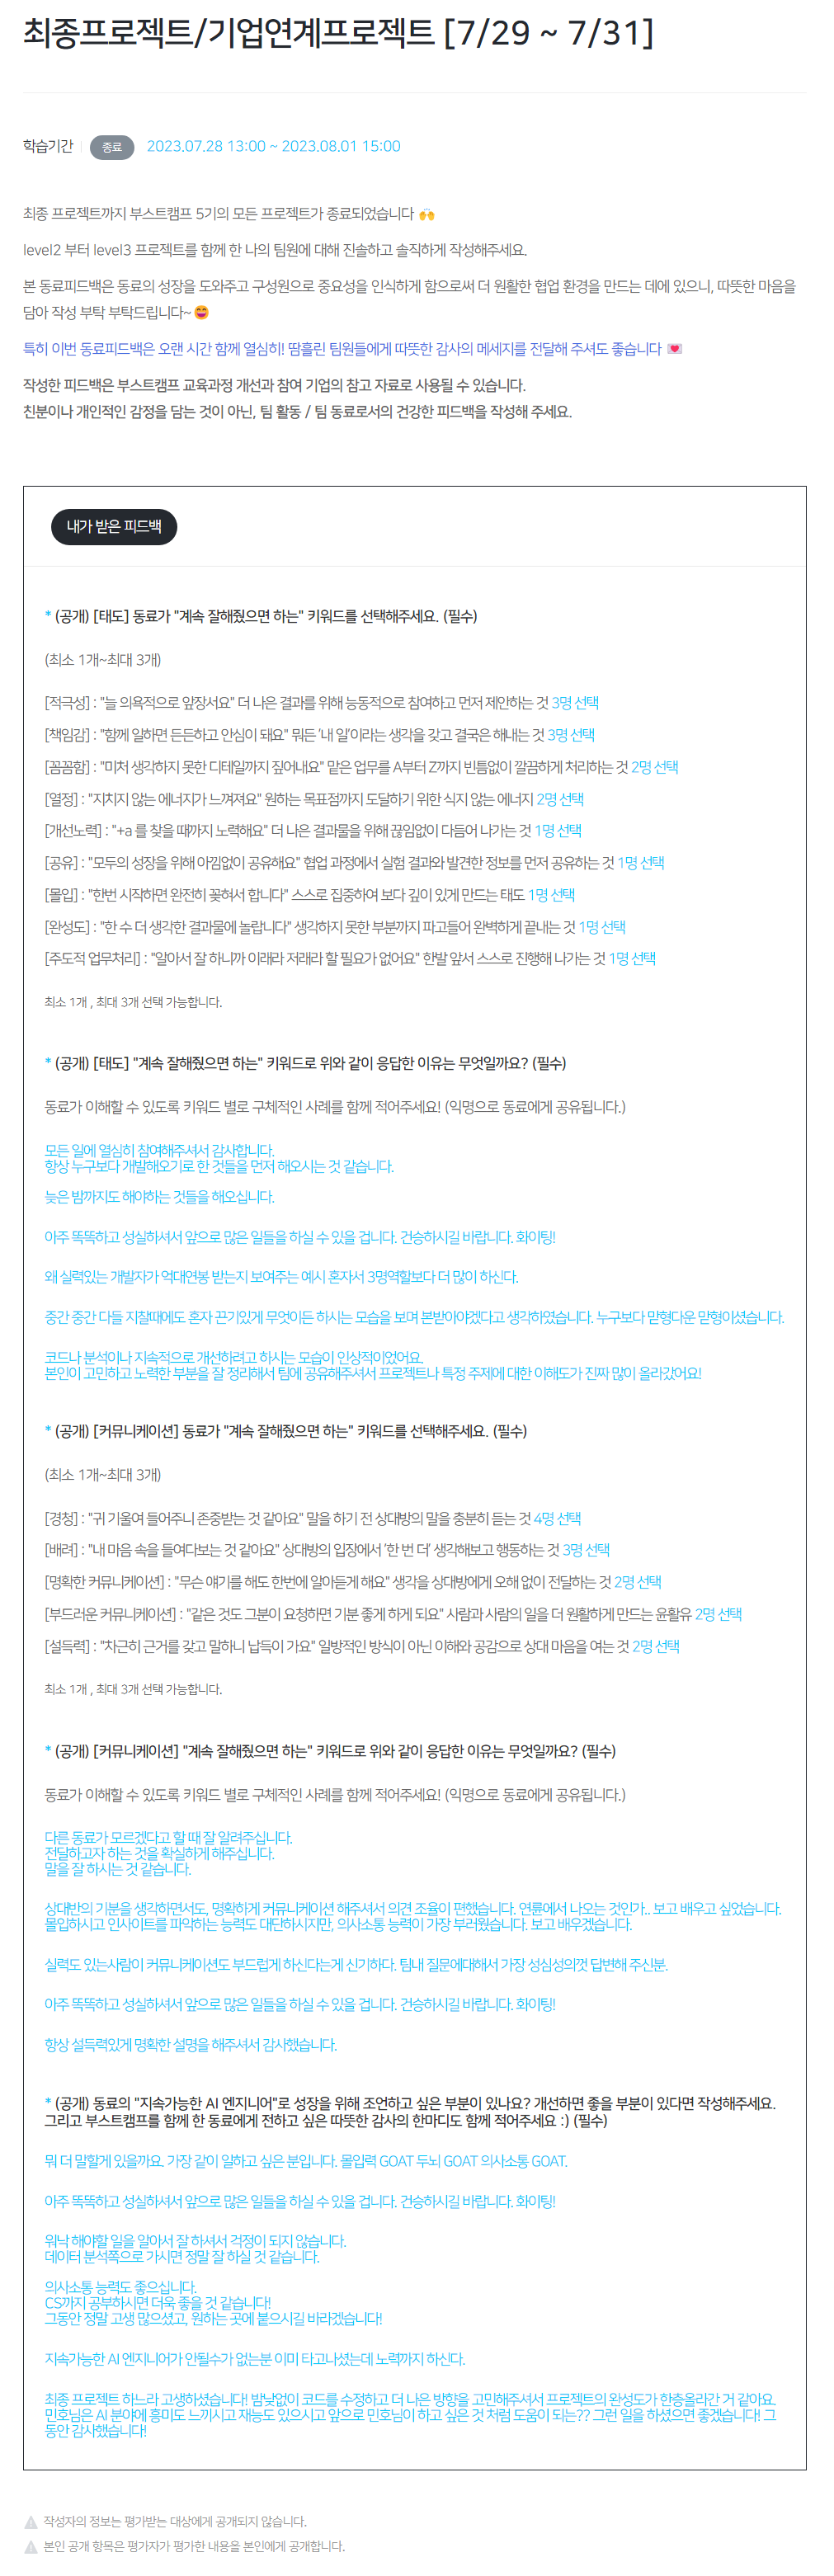 최종프로젝트/기업연계프로젝트 [7/29 ~ 7/31]
학습기간 종료 2023.07.28 13:00 ~ 2023.08.01 15:00
최종 프로젝트까지 부스트캠프 5기의 모든 프로젝트가 종료되었습니다 🙌
level2 부터 level3 프로젝트를 함께 한 나의 팀원에 대해 진솔하고 솔직하게 작성해주세요.
본 동료피드백은 동료의 성장을 도와주고 구성원으로 중요성을 인식하게 함으로써 더 원활한 협업 환경을 만드는 데에 있으니, 따뜻한 마음을
담아 작성 부탁 부탁드립니다~ 😄
특히 이번 동료피드백은 오랜 시간 함께 열심히! 땀흘린 팀원들에게 따뜻한 감사의 메세지를 전달해 주셔도 좋습니다 💌
작성한 피드백은 부스트캠프 교육과정 개선과 참여 기업의 참고 자료로 사용될 수 있습니다.
친분이나 개인적인 감정을 담는 것이 아닌, 팀 활동 / 팀 동료로서의 건강한 피드백을 작성해 주세요.
내가 받은 피드백
* (공개) [태도] 동료가 "계속 잘해줬으면 하는" 키워드를 선택해주세요. (필수)
(최소 1개~최대 3개)
[적극성] : "늘 의욕적으로 앞장서요" 더 나은 결과를 위해 능동적으로 참여하고 먼저 제안하는 것 3명 선택
[책임감] : "함께 일하면 든든하고 안심이 돼요" 뭐든 '내 일'이라는 생각을 갖고 결국은 해내는 것 3명 선택
[꼼꼼함] : "미처 생각하지 못한 디테일까지 짚어내요" 맡은 업무를 A부터 Z까지 빈틈없이 깔끔하게 처리하는 것 2명 선택
[열정] : "지치지 않는 에너지가 느껴져요" 원하는 목표점까지 도달하기 위한 식지 않는 에너지 2명 선택
[개선노력] : "+a 를 찾을 때까지 노력해요" 더 나은 결과물을 위해 끊임없이 다듬어 나가는 것 1명 선택
[공유] : "모두의 성장을 위해 아낌없이 공유해요" 협업 과정에서 실험 결과와 발견한 정보를 먼저 공유하는 것 1명 선택
[몰입] : "한번 시작하면 완전히 꽂혀서 합니다" 스스로 집중하여 보다 깊이 있게 만드는 태도 1명 선택
[완성도] : "한 수 더 생각한 결과물에 놀랍니다" 생각하지 못한 부분까지 파고들어 완벽하게 끝내는 것 1명 선택
[주도적 업무처리] : "알아서 잘 하니까 이래라 저래라 할 필요가 없어요" 한발 앞서 스스로 진행해 나가는 것 1명 선택
최소 1개 , 최대 3개 선택 가능합니다.
* (공개) [태도] "계속 잘해줬으면 하는" 키워드로 위와 같이 응답한 이유는 무엇일까요? (필수)
동료가 이해할 수 있도록 키워드 별로 구체적인 사례를 함께 적어주세요! (익명으로 동료에게 공유됩니다.)
모든 일에 열심히 참여해주셔서 감사합니다.
항상 누구보다 개발해오기로 한 것들을 먼저 해오시는 것 같습니다.
늦은 밤까지도 해야하는 것들을 해오십니다.
아주 똑똑하고 성실하셔서 앞으로 많은 일들을 하실 수 있을 겁니다. 건승하시길 바랍니다. 화이팅!
왜 실력있는 개발자가 억대연봉 받는지 보여주는 예시 혼자서 3명역할보다 더 많이 하신다.
중간 중간 다들 지찰때에도 혼자 끈기있게 무엇이든 하시는 모습을 보며 본받아야겠다고 생각하였습니다. 누구보다 맏형다운 맏형이셨습니다.
코드나 분석이나 지속적으로 개선하려고 하시는 모습이 인상적이었어요.
본인이 고민하고 노력한 부분을 잘 정리해서 팀에 공유해주셔서 프로젝트나 특정 주제에 대한 이해도가 진짜 많이 올라갔어요!
* (공개) [커뮤니케이션] 동료가 "계속 잘해줬으면 하는" 키워드를 선택해주세요. (필수)
(최소 1개~최대 3개)
[경청] : "귀 기울여 들어주니 존중받는 것 같아요" 말을 하기 전 상대방의 말을 충분히 듣는 것 4명 선택
[배려] : "내 마음 속을 들여다보는 것 같아요" 상대방의 입장에서 '한 번 더' 생각해보고 행동하는 것 3명 선택
[명확한 커뮤니케이션] : "무슨 얘기를 해도 한번에 알아듣게 해요" 생각을 상대방에게 오해 없이 전달하는 것 2명 선택
[부드러운 커뮤니케이션] : "같은 것도 그분이 요청하면 기분 좋게 하게 되요" 사람과 사람의 일을 더 원활하게 만드는 윤활유 2명 선택
[설득력] : "차근히 근거를 갖고 말하니 납득이 가요" 일방적인 방식이 아닌 이해와 공감으로 상대 마음을 여는 것 2명 선택
최소 1개 , 최대 3개 선택 가능합니다.
* (공개) [커뮤니케이션] "계속 잘해줬으면 하는" 키워드로 위와 같이 응답한 이유는 무엇일까요? (필수)
동료가 이해할 수 있도록 키워드 별로 구체적인 사례를 함께 적어주세요! (익명으로 동료에게 공유됩니다.)
다른 동료가 모르겠다고 할 때 잘 알려주십니다.
전달하고자 하는 것을 확실하게 해주십니다.
말을 잘 하시는 것 같습니다.
상대반의 기분을 생각하면서도, 명확하게 커뮤니케이션 해주셔서 의견 조율이 편했습니다. 연륜에서 나오는 것인가.. 보고 배우고 싶었습니다.
몰입하시고 인사이트를 파악하는 능력도 대단하시지만, 의사소통 능력이 가장 부러웠습니다. 보고 배우겠습니다.
실력도 있는사람이 커뮤니케이션도 부드럽게 하신다는게 신기하다. 팀내 질문에대해서 가장 성심성의껏 답변해 주신분.
아주 똑똑하고 성실하셔서 앞으로 많은 일들을 하실 수 있을 겁니다. 건승하시길 바랍니다. 화이팅!
항상 설득력있게 명확한 설명을 해주셔서 감사했습니다.
* (공개) 동료의 "지속가능한 AI 엔지니어"로 성장을 위해 조언하고 싶은 부분이 있나요? 개선하면 좋을 부분이 있다면 작성해주세요.
그리고 부스트캠프를 함께 한 동료에게 전하고 싶은 따뜻한 감사의 한마디도 함께 적어주세요 :) (필수)
뭐 더 말할게 있을까요. 가장 같이 일하고 싶은 분입니다. 몰입력 GOAT 두뇌 GOAT 의사소통 GOAT.
아주 똑똑하고 성실하셔서 앞으로 많은 일들을 하실 수 있을 겁니다. 건승하시길 바랍니다. 화이팅!
워낙 해야할 일을 알아서 잘 하셔서 걱정이 되지 않습니다.
데이터 분석쪽으로 가시면 정말 잘 하실 것 같습니다.
의사소통 능력도 좋으십니다.
CS까지 공부하시면 더욱 좋을 것 같습니다!
그동안 정말 고생 많으셨고, 원하는 곳에 붙으시길 바라겠습니다!
지속가능한 AI 엔지니어가 안될수가 없는분 이미 타고나셨는데 노력까지 하신다.
최종 프로젝트 하느라 고생하셨습니다! 밤낮없이 코드를 수정하고 더 나은 방향을 고민해주셔서 프로젝트의 완성도가 한층올라간 거 같아요.
민호님은 AI 분야에 흥미도 느끼시고 재능도 있으시고 앞으로 민호님이 하고 싶은 것 처럼 도움이 되는?? 그런 일을 하셨으면 좋겠습니다! 그
동안 감사했습니다!
작성자의 정보는 평가받는 대상에게 공개되지 않습니다.
본인 공개 항목은 평가자가 평가한 내용을 본인에게 공개합니다.